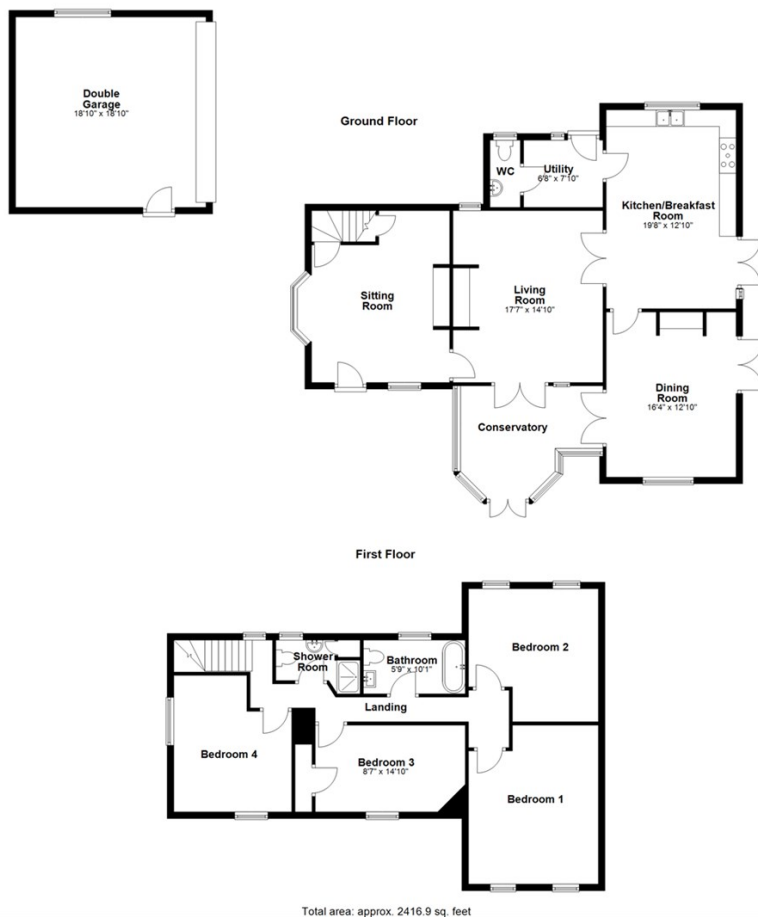 Double
Garage
18'10" x 18'10"
Ground Floor
WC
Utility
6'8" x 7'10"
Kitchen/Breakfast
Room
19'8" x 12'10"
Sitting
Room
Living
Room
17'7" x 14'10"
Dining
Room
16'4" x 12'10"
Conservatory
First Floor
Shower
Room
Bathroom
5'9" x 10'1"
Bedroom 2
Landing
Bedroom 4
Bedroom 3
8'7" x 14'10"
Bedroom 1
Total area: approx. 2416.9 sq. feet